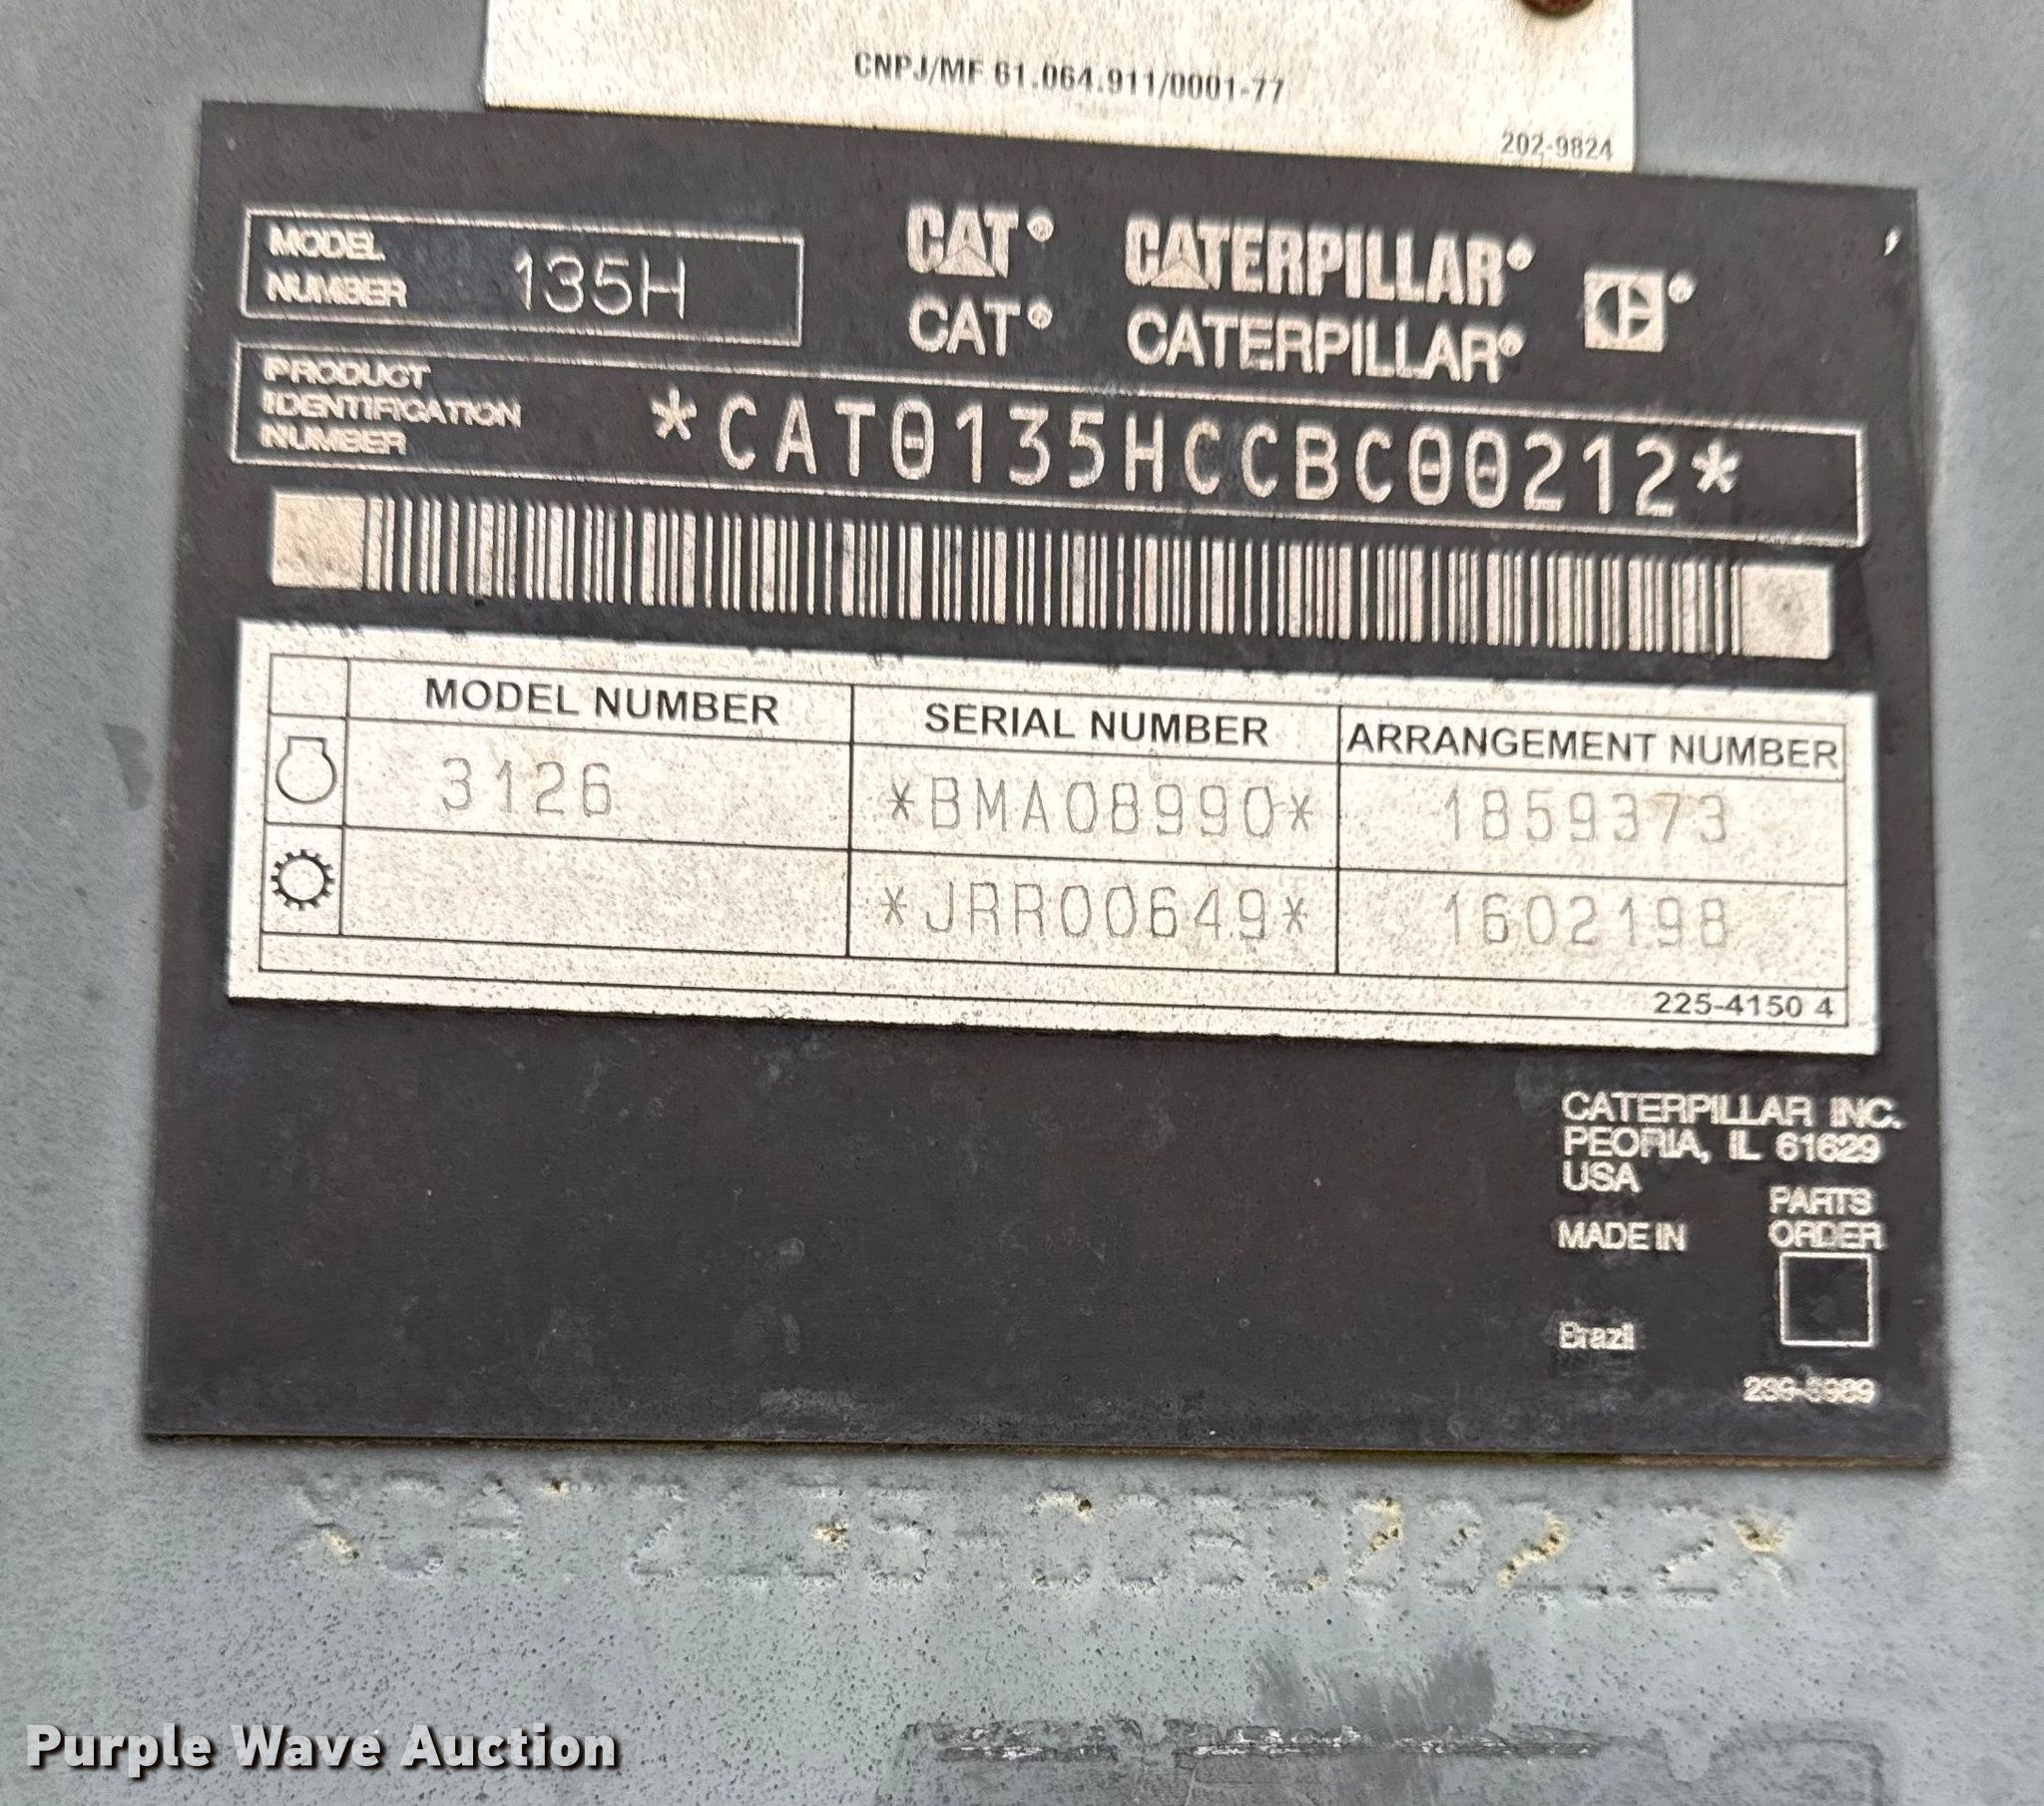 CNPJ/MF 61.064.911/0001-77
202-9824
MODEL NUMBER 135H
CAT® CATERPILLAR®
CAT® CATERPILLAR®
PRODUCT IDENTIFICATION NUMBER *CAT0135HCCBC00212*
MODEL NUMBER SERIAL NUMBER ARRANGEMENT NUMBER
3126 *BMA08990* 1859373
*JRR00649* 1602198
225-4150 4
CATERPILLAR INC.
PEORIA, IL 61629
USA
MADE IN
PARTS ORDER
Brazil
Purple Wave Auction